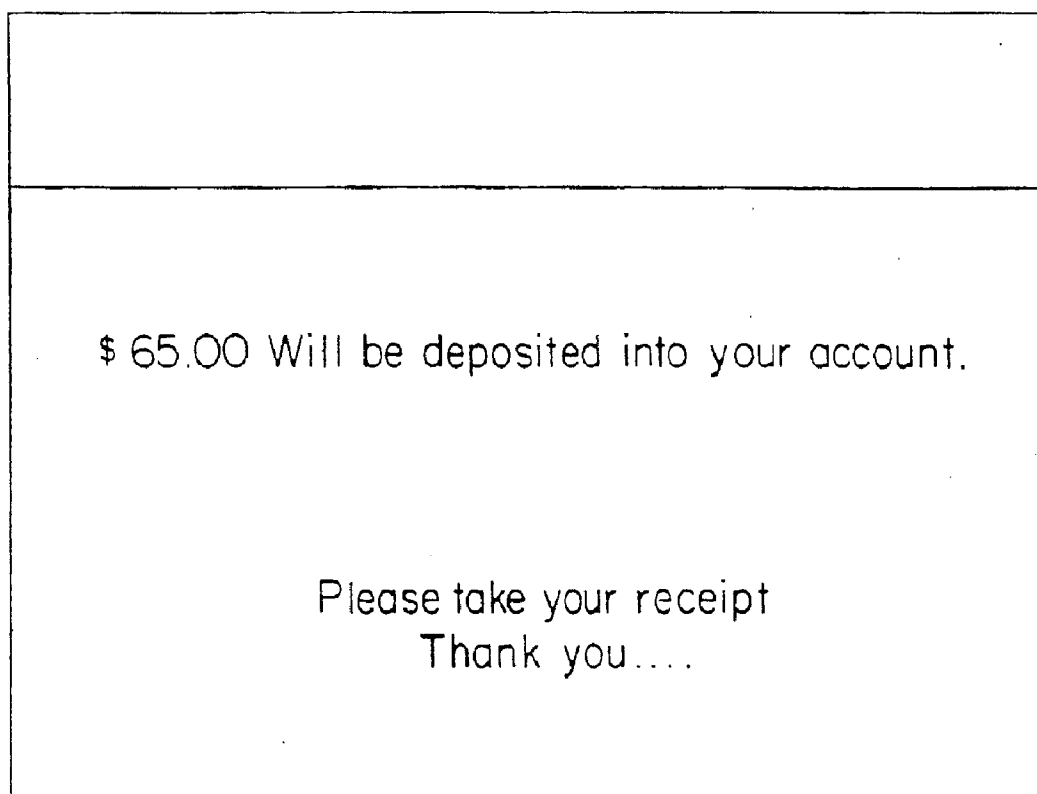 $ 65.00 Will be deposited into your account.
Please take your receipt
Thank you....